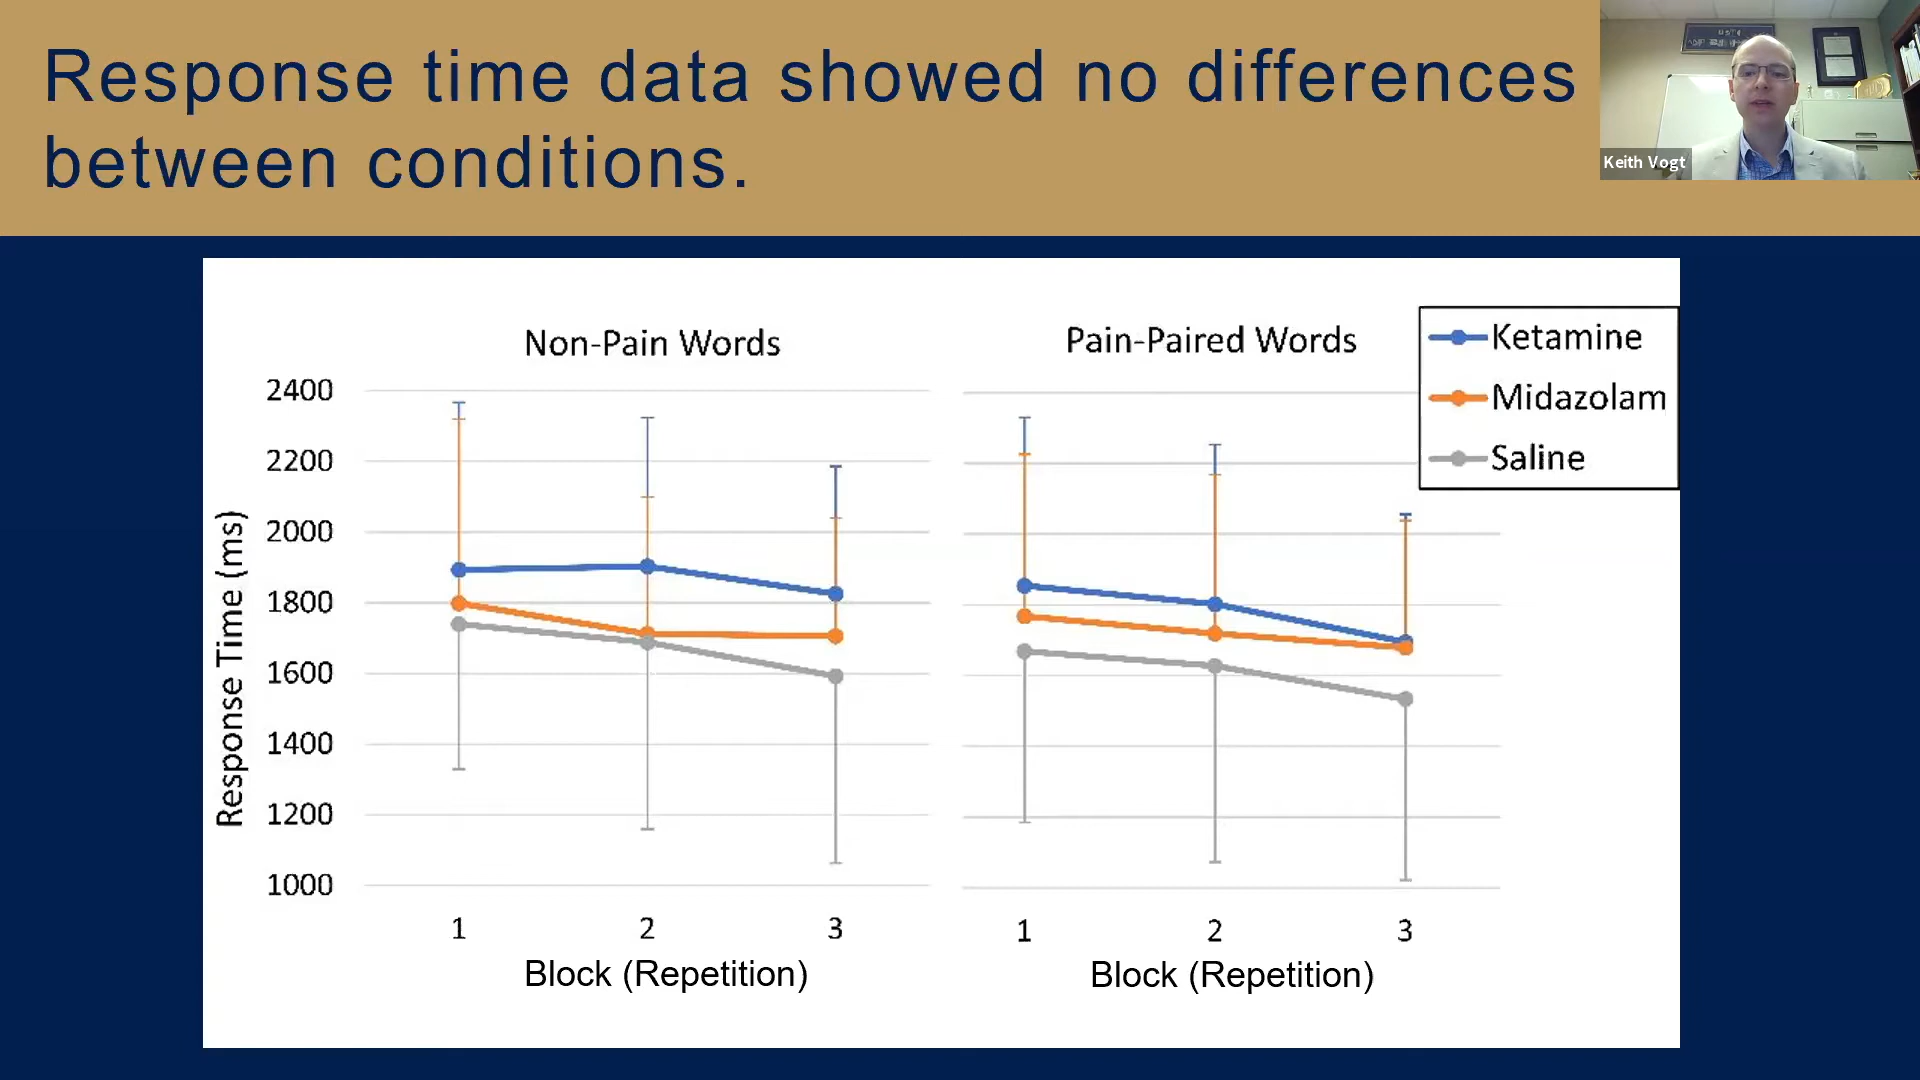 Response time data showed no differences
between conditions.
Keith Vogt
Non-Pain Words
Pain-Paired Words
Ketamine
Midazolam
Saline
Response Time (ms)
2400
2200
2000
1800
1600
1400
1200
1000
1 2 3
1 2 3
Block (Repetition)
Block (Repetition)